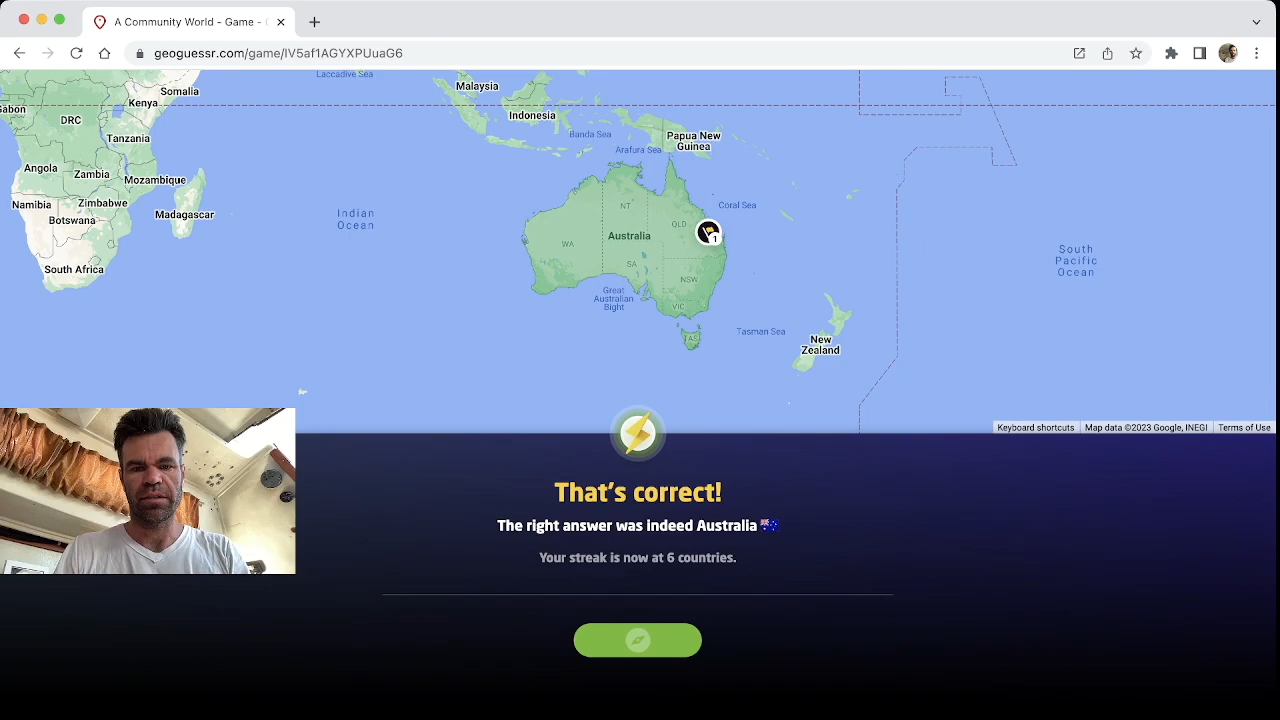 A Community World - Game - (
geoguessr.com/game/IV5af1AGYXPUuaG6
Laccadive Sea
Somalia
Malaysia
Gabon
Kenya
DRC
Indonesia
Tanzania
Banda Sea
Papua New
Guinea
Arafura Sea
Angola
Zambia
Mozambique
Namibia
Zimbabwe
Botswana
Madagascar
Indian
Ocean
NT
Coral Sea
QLD
Australia
1
WA
South
Pacific
Ocean
SA
South Africa
NSW
Great
Australian
Bight
VIC
Tasman Sea
TAS
New
Zealand
Keyboard shortcuts
Map data ©2023 Google, INEGI
Terms of Use
That's correct!
The right answer was indeed Australia
Your streak is now at 6 countries.